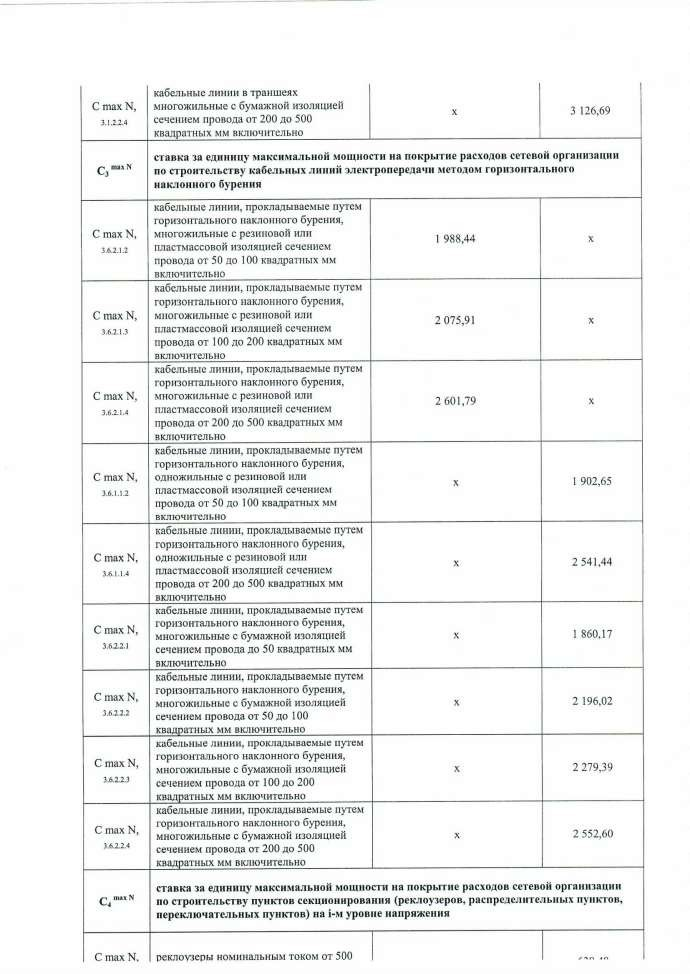 кабельные линии в траншеях
C max N, многожильные с бумажной изоляцией х 3 126,69
3.1.2.2.4 сечением провода от 200 до 500
квадратных мм включительно
C₃ max N ставка за единицу максимальной мощности на покрытие расходов сетевой организации
по строительству кабельных линий электропередачи методом горизонтального
наклонного бурения
кабельные линии, прокладываемые путем
горизонтального наклонного бурения,
C max N, многожильные с резиновой или 1 988,44 х
3.6.2.1.2 пластмассовой изоляцией сечением
провода от 50 до 100 квадратных мм
включительно
кабельные линии, прокладываемые путем
горизонтального наклонного бурения,
C max N, многожильные с резиновой или 2 075,91 х
3.6.2.1.3 пластмассовой изоляцией сечением
провода от 100 до 200 квадратных мм
включительно
кабельные линии, прокладываемые путем
горизонтального наклонного бурения,
C max N, многожильные с резиновой или 2 601,79 х
3.6.2.1.4 пластмассовой изоляцией сечением
провода от 200 до 500 квадратных мм
включительно
кабельные линии, прокладываемые путем
горизонтального наклонного бурения,
C max N, одножильные с резиновой или х 1 902,65
3.6.1.1.2 пластмассовой изоляцией сечением
провода от 50 до 100 квадратных мм
включительно
кабельные линии, прокладываемые путем
горизонтального наклонного бурения,
C max N, одножильные с резиновой или х 2 541,44
3.6.1.1.4 пластмассовой изоляцией сечением
провода от 200 до 500 квадратных мм
включительно
кабельные линии, прокладываемые путем
C max N, горизонтального наклонного бурения, х 1 860,17
3.6.2.2.1 многожильные с бумажной изоляцией
сечением провода до 50 квадратных мм
включительно
кабельные линии, прокладываемые путем
горизонтального наклонного бурения,
C max N, многожильные с бумажной изоляцией х 2 196,02
3.6.2.2.2 сечением провода от 50 до 100
квадратных мм включительно
кабельные линии, прокладываемые путем
горизонтального наклонного бурения,
C max N, многожильные с бумажной изоляцией х 2 279,39
3.6.2.2.3 сечением провода от 100 до 200
квадратных мм включительно
кабельные линии, прокладываемые путем
горизонтального наклонного бурения,
C max N, многожильные с бумажной изоляцией х 2 552,60
3.6.2.2.4 сечением провода от 200 до 500
квадратных мм включительно
C₄ max N ставка за единицу максимальной мощности на покрытие расходов сетевой организации
по строительству пунктов секционирования (реклоузеров, распределительных пунктов,
переключательных пунктов) на i-м уровне напряжения
C max N, реклоузеры номинальным током от 500